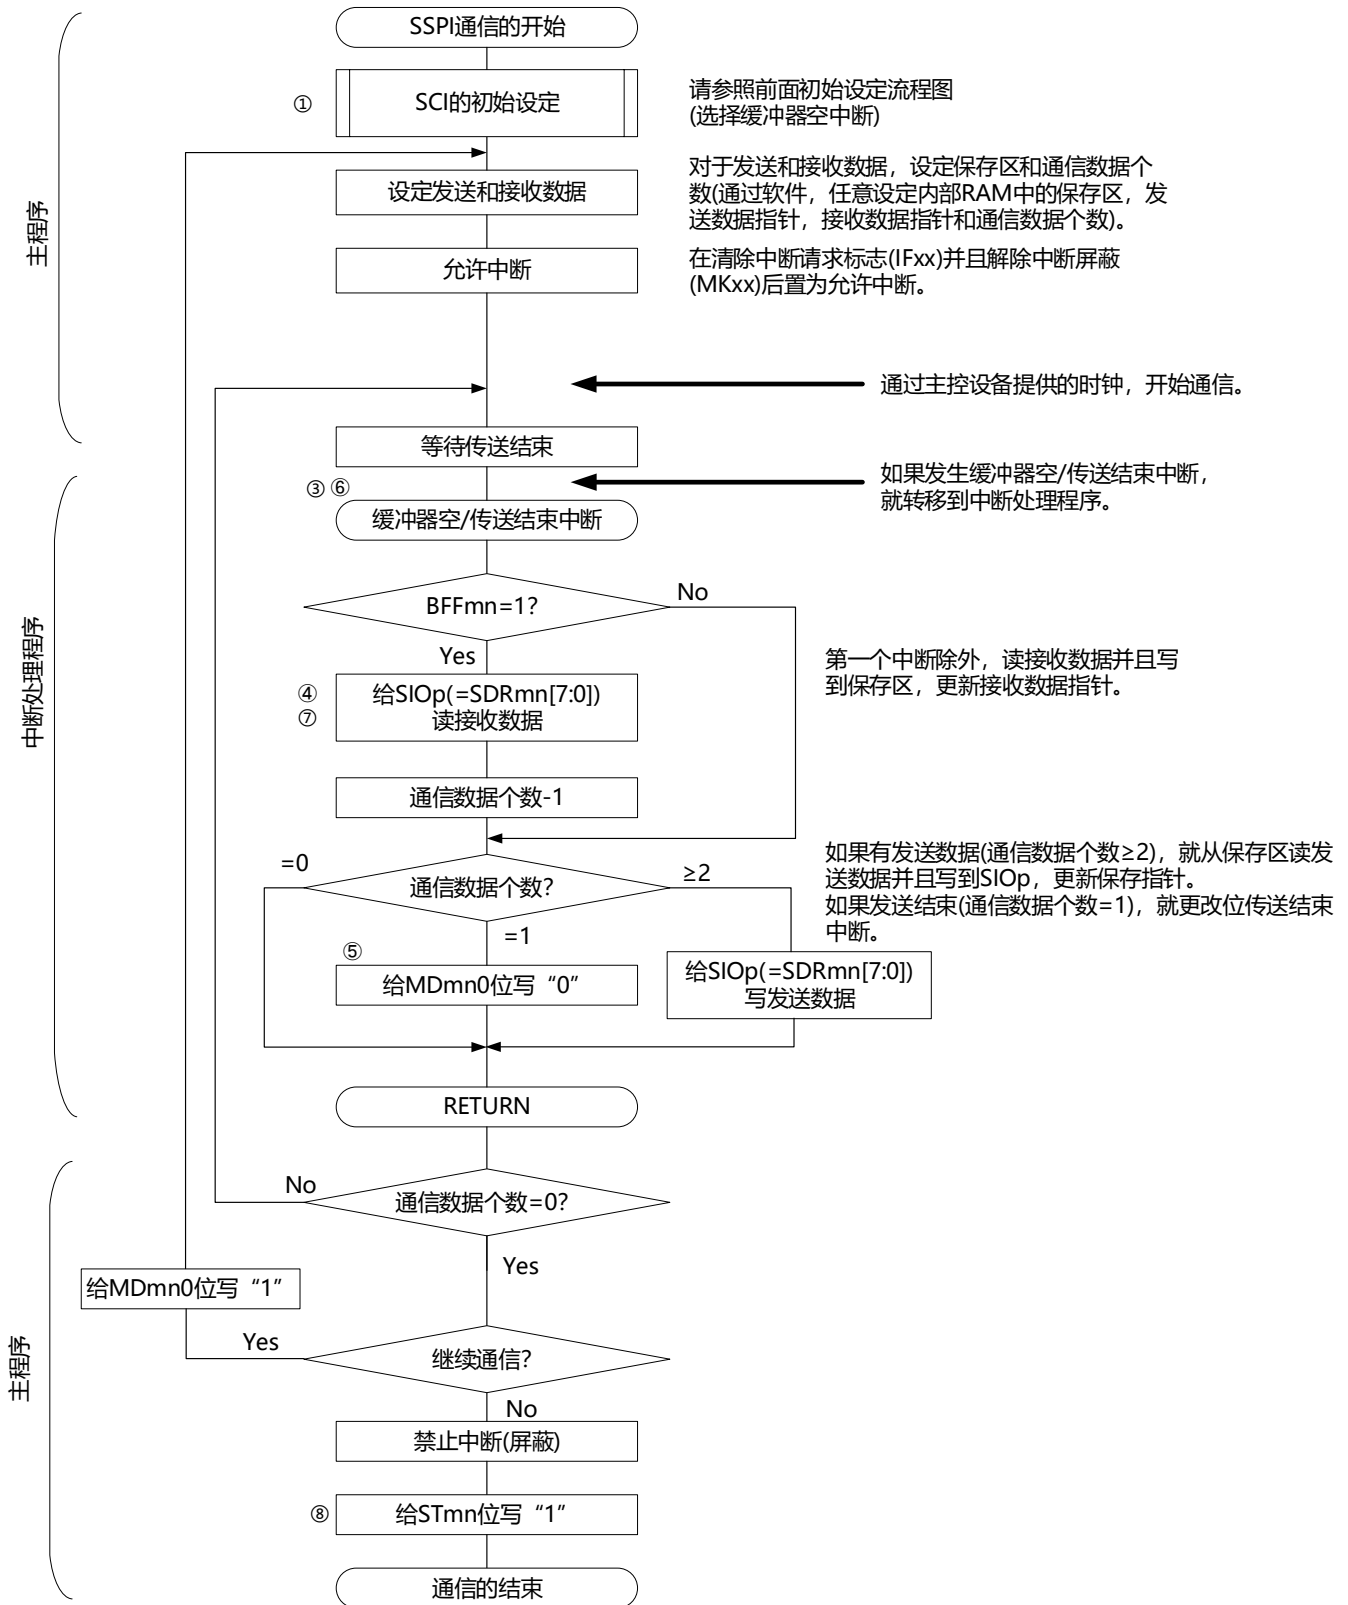 SSPI通信的开始
①
SCI的初始设定
请参照前面初始设定流程图
(选择缓冲器空中断)
设定发送和接收数据
对于发送和接收数据，设定保存区和通信数据个
数(通过软件，任意设定内部RAM中的保存区，发
送数据指针，接收数据指针和通信数据个数)。
主程序
允许中断
在清除中断请求标志(IFxx)并且解除中断屏蔽
(MKxx)后置为允许中断。
通过主控设备提供的时钟，开始通信。
等待传送结束
如果发生缓冲器空/传送结束中断，
就转移到中断处理程序。
③ ⑥
缓冲器空/传送结束中断
BFFmn=1?
No
Yes
中断处理程序
第一个中断除外，读接收数据并且写
到保存区，更新接收数据指针。
④
⑦
给SIOp(=SDRmn[7:0])
读接收数据
通信数据个数-1
=0
通信数据个数?
≥2
=1
如果有发送数据(通信数据个数≥2)，就从保存区读发
送数据并且写到SIOp，更新保存指针。
如果发送结束(通信数据个数=1)，就更改位传送结束
中断。
⑤
给MDmn0位写“0”
给SIOp(=SDRmn[7:0])
写发送数据
RETURN
No
通信数据个数=0?
Yes
给MDmn0位写“1”
Yes
继续通信?
主程序
No
禁止中断(屏蔽)
⑧
给STmn位写“1”
通信的结束